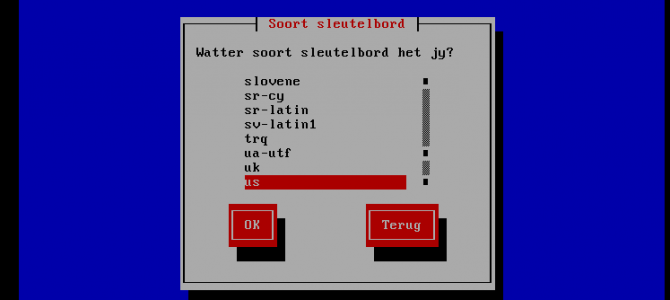 Soort sleutelbord
Watter soort sleutelbord het jy?
slovene
sr-cy
sr-latin
sv-latin1
trq
ua-utf
uk
us
OK Terug